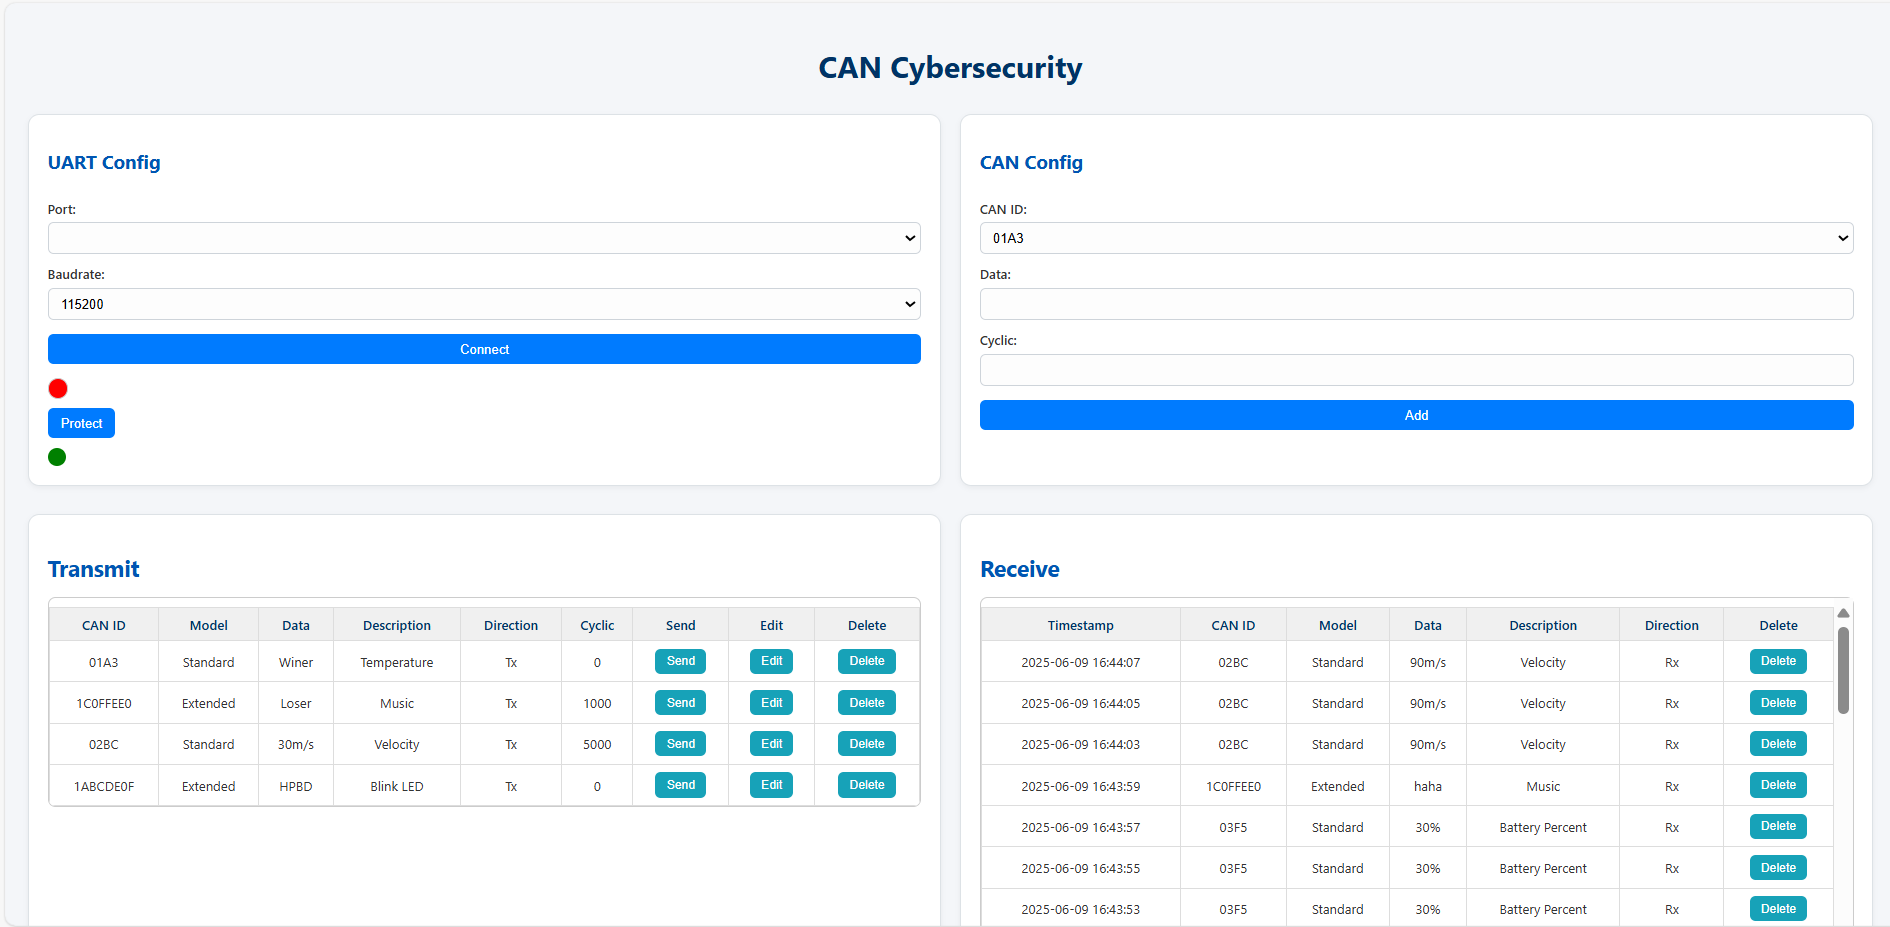 CAN Cybersecurity
UART Config
Port:
Baudrate:
115200
Connect
Protect
CAN Config
CAN ID:
01A3
Data:
Cyclic:
Add
Transmit
CAN ID Model Data Description Direction Cyclic Send Edit Delete
01A3 Standard Winer Temperature Tx 0 Send Edit Delete
1C0FFEE0 Extended Loser Music Tx 1000 Send Edit Delete
02BC Standard 30m/s Velocity Tx 5000 Send Edit Delete
1ABCDE0F Extended HPBD Blink LED Tx 0 Send Edit Delete
Receive
Timestamp CAN ID Model Data Description Direction Delete
2025-06-09 16:44:07 02BC Standard 90m/s Velocity Rx Delete
2025-06-09 16:44:05 02BC Standard 90m/s Velocity Rx Delete
2025-06-09 16:44:03 02BC Standard 90m/s Velocity Rx Delete
2025-06-09 16:43:59 1C0FFEE0 Extended haha Music Rx Delete
2025-06-09 16:43:57 03F5 Standard 30% Battery Percent Rx Delete
2025-06-09 16:43:55 03F5 Standard 30% Battery Percent Rx Delete
2025-06-09 16:43:53 03F5 Standard 30% Battery Percent Rx Delete